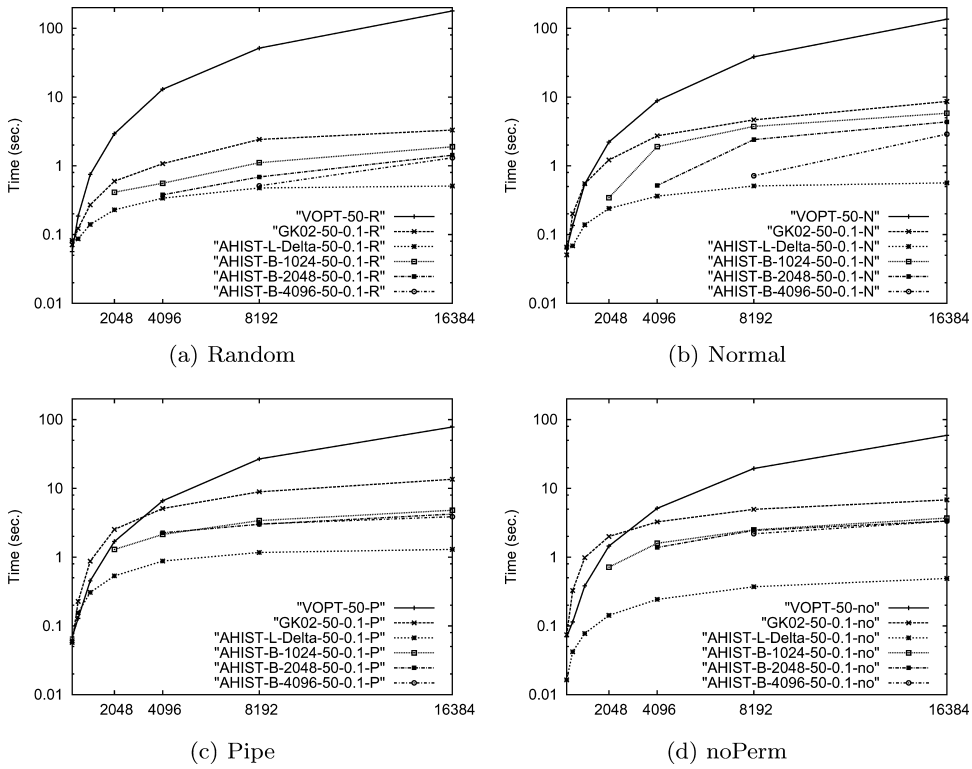 100
10
1
0.1
0.01
Time (sec.)
"VOPT-50-R"
"GK02-50-0.1-R"
"AHIST-L-Delta-50-0.1-R"
"AHIST-B-1024-50-0.1-R"
"AHIST-B-2048-50-0.1-R"
"AHIST-B-4096-50-0.1-R"
2048 4096 8192 16384
(a) Random
100
10
1
0.1
0.01
Time (sec.)
"VOPT-50-N"
"GK02-50-0.1-N"
"AHIST-L-Delta-50-0.1-N"
"AHIST-B-1024-50-0.1-N"
"AHIST-B-2048-50-0.1-N"
"AHIST-B-4096-50-0.1-N"
2048 4096 8192 16384
(b) Normal
100
10
1
0.1
0.01
Time (sec.)
"VOPT-50-P"
"GK02-50-0.1-P"
"AHIST-L-Delta-50-0.1-P"
"AHIST-B-1024-50-0.1-P"
"AHIST-B-2048-50-0.1-P"
"AHIST-B-4096-50-0.1-P"
2048 4096 8192 16384
(c) Pipe
100
10
1
0.1
0.01
Time (sec.)
"VOPT-50-no"
"GK02-50-0.1-no"
"AHIST-L-Delta-50-0.1-no"
"AHIST-B-1024-50-0.1-no"
"AHIST-B-2048-50-0.1-no"
"AHIST-B-4096-50-0.1-no"
2048 4096 8192 16384
(d) noPerm